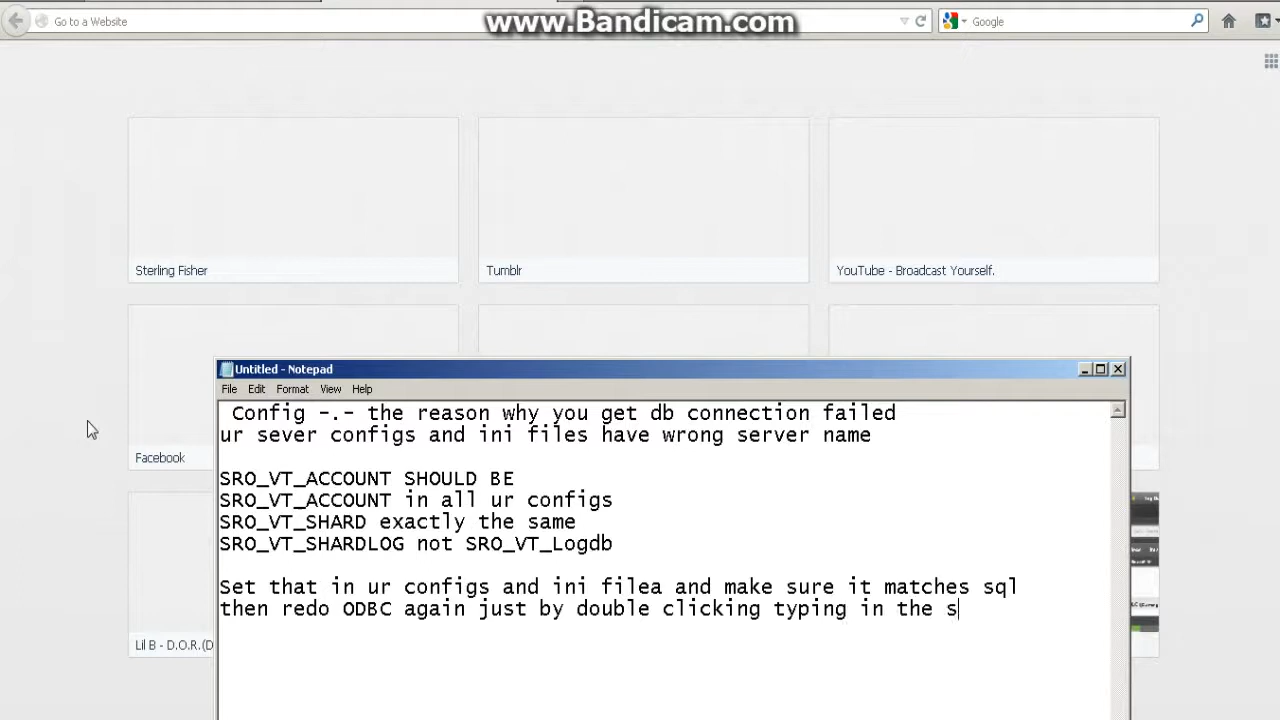 www.Bandicam.com
Go to a Website
Google
Sterling Fisher
Tumblr
YouTube - Broadcast Yourself.
Untitled - Notepad
File Edit Format View Help
Config -.- the reason why you get db connection failed
ur sever configs and ini files have wrong server name
SRO_VT_ACCOUNT SHOULD BE
SRO_VT_ACCOUNT in all ur configs
SRO_VT_SHARD exactly the same
SRO_VT_SHARDLOG not SRO_VT_Logdb
Set that in ur configs and ini filea and make sure it matches sql
then redo ODBC again just by double clicking typing in the s
Facebook
Lil B - D.O.R.(D